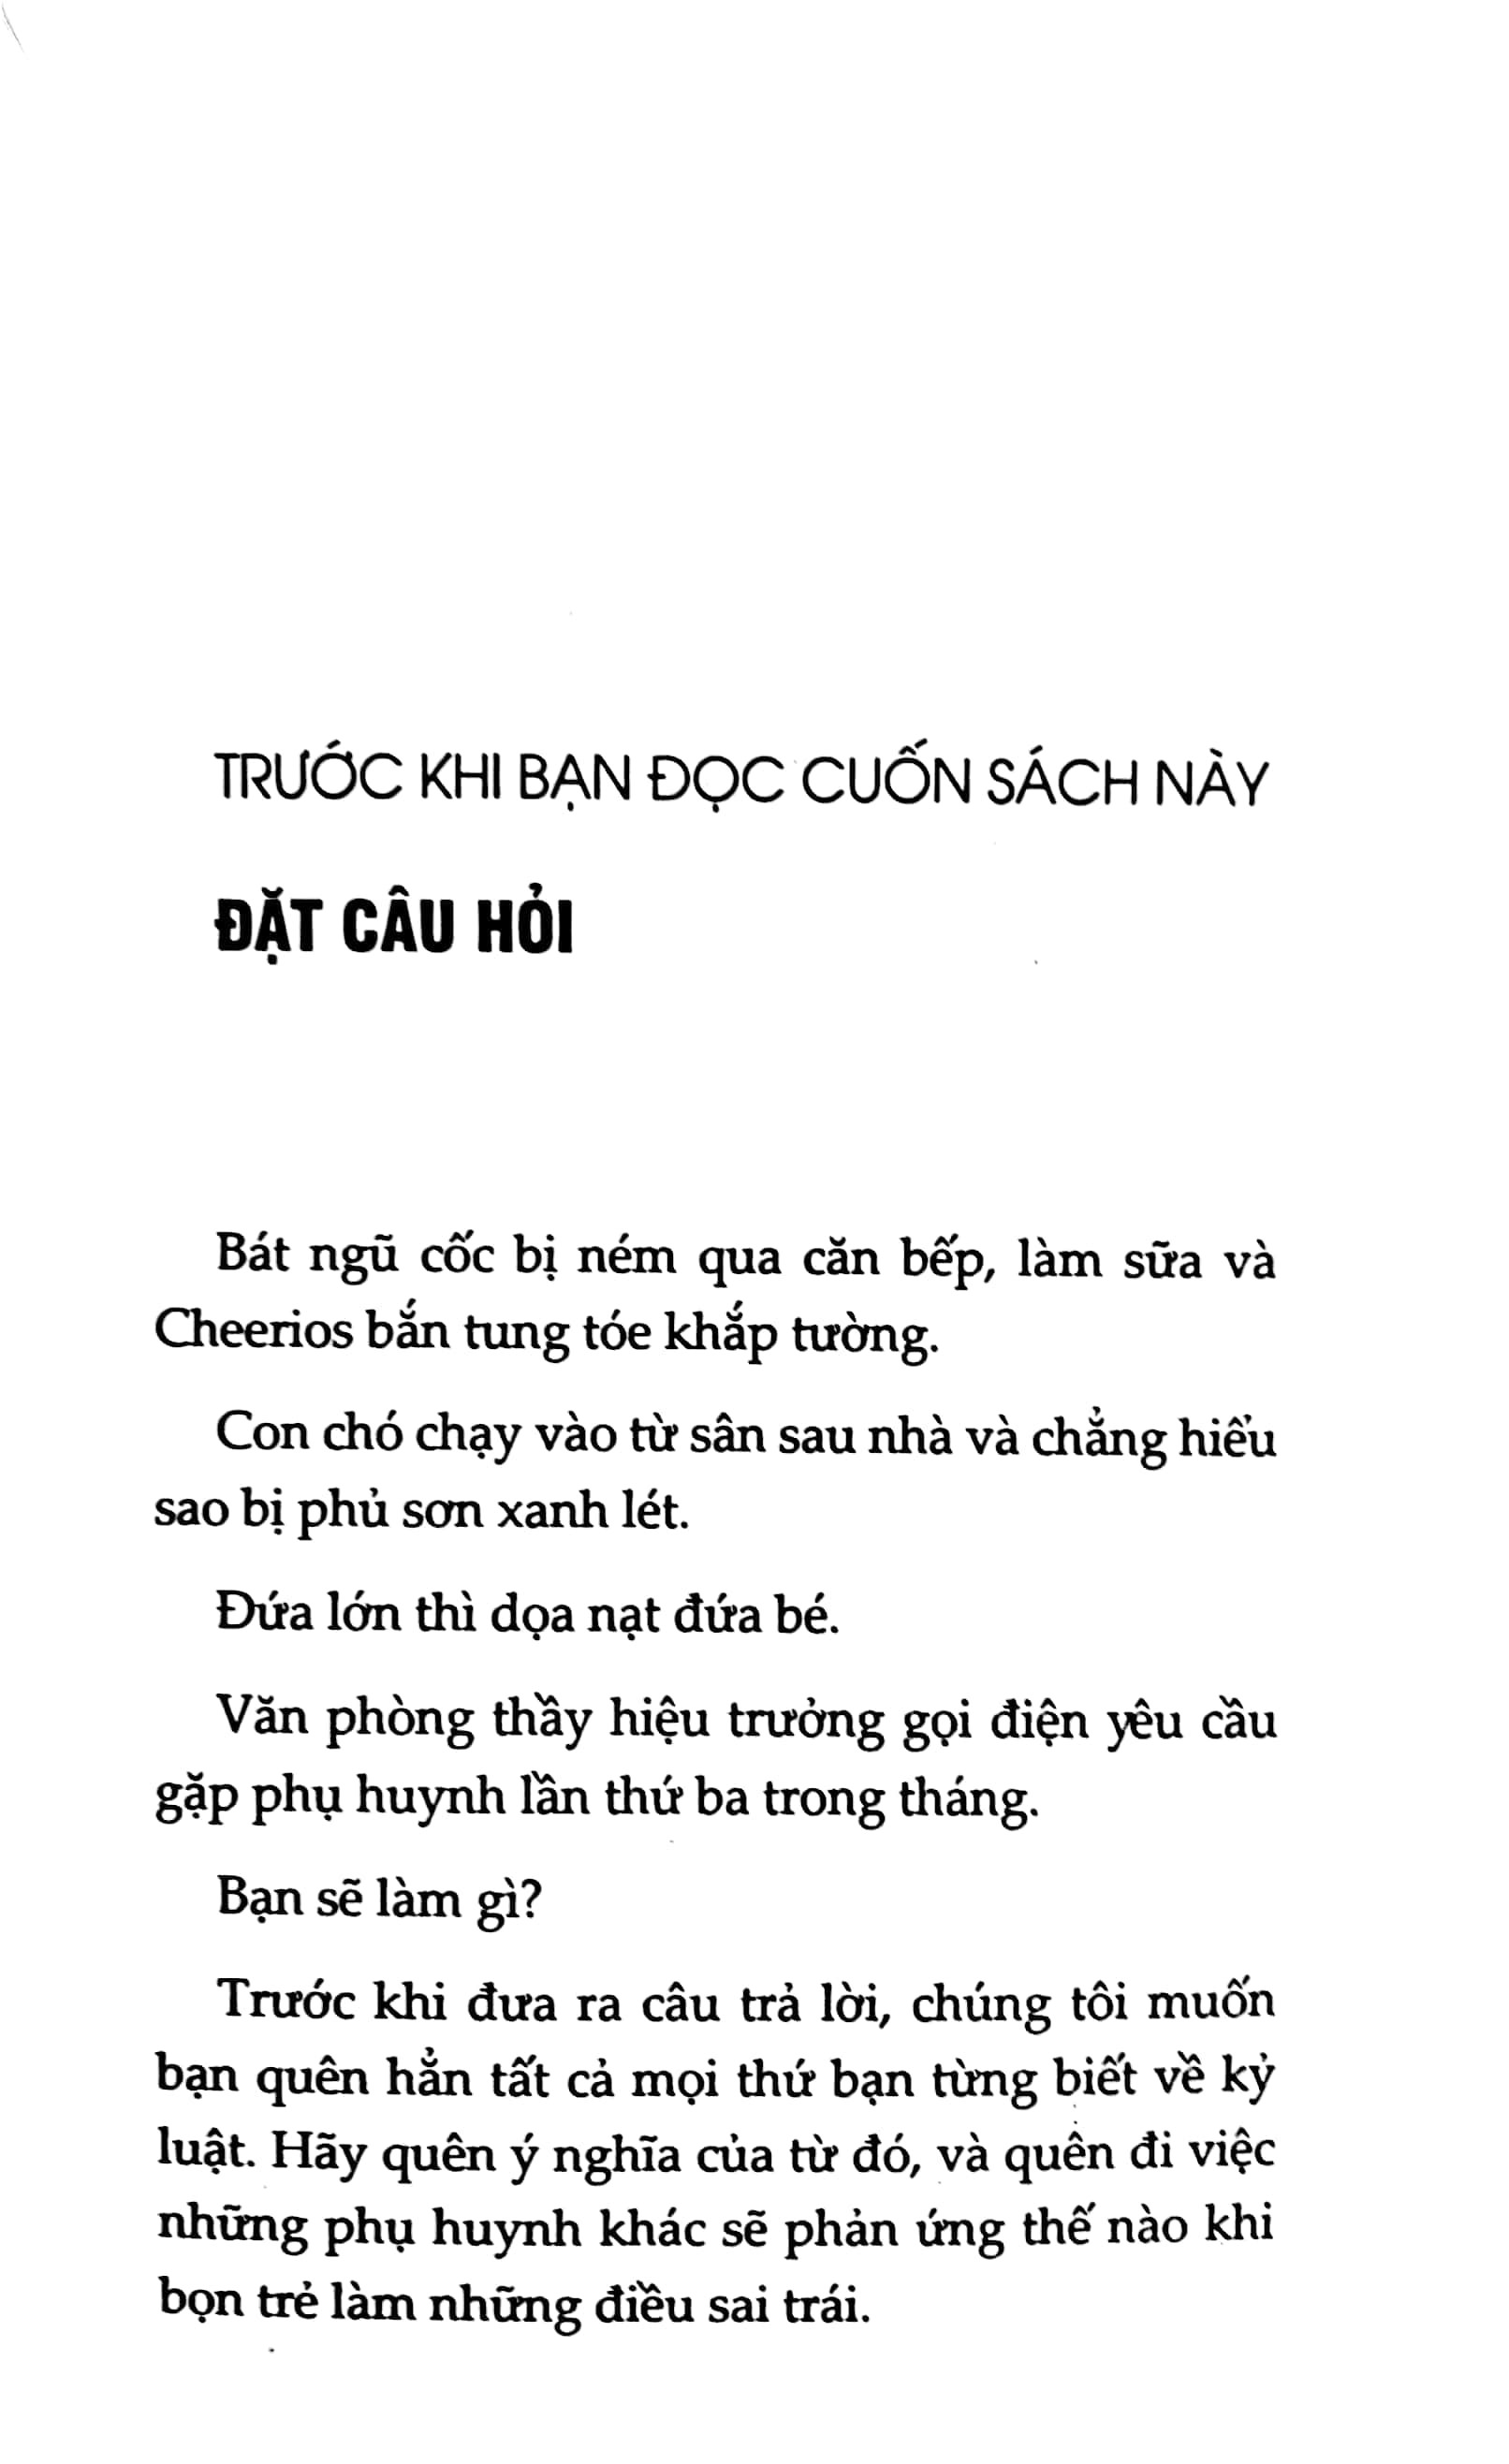 TRƯỚC KHI BẠN ĐỌC CUỐN SÁCH NÀY
ĐẶT CÂU HỎI
Bát ngũ cốc bị ném qua căn bếp, làm sữa và
Cheerios bắn tung tóe khắp tường.
Con chó chạy vào từ sân sau nhà và chẳng hiểu
sao bị phủ sơn xanh lét.
Đứa lớn thì dọa nạt đứa bé.
Văn phòng thầy hiệu trưởng gọi điện yêu cầu
gặp phụ huynh lần thứ ba trong tháng.
Bạn sẽ làm gì?
Trước khi đưa ra câu trả lời, chúng tôi muốn
bạn quên hẳn tất cả mọi thứ bạn từng biết về kỷ
luật. Hãy quên ý nghĩa của từ đó, và quên đi việc
những phụ huynh khác sẽ phản ứng thế nào khi
bọn trẻ làm những điều sai trái.